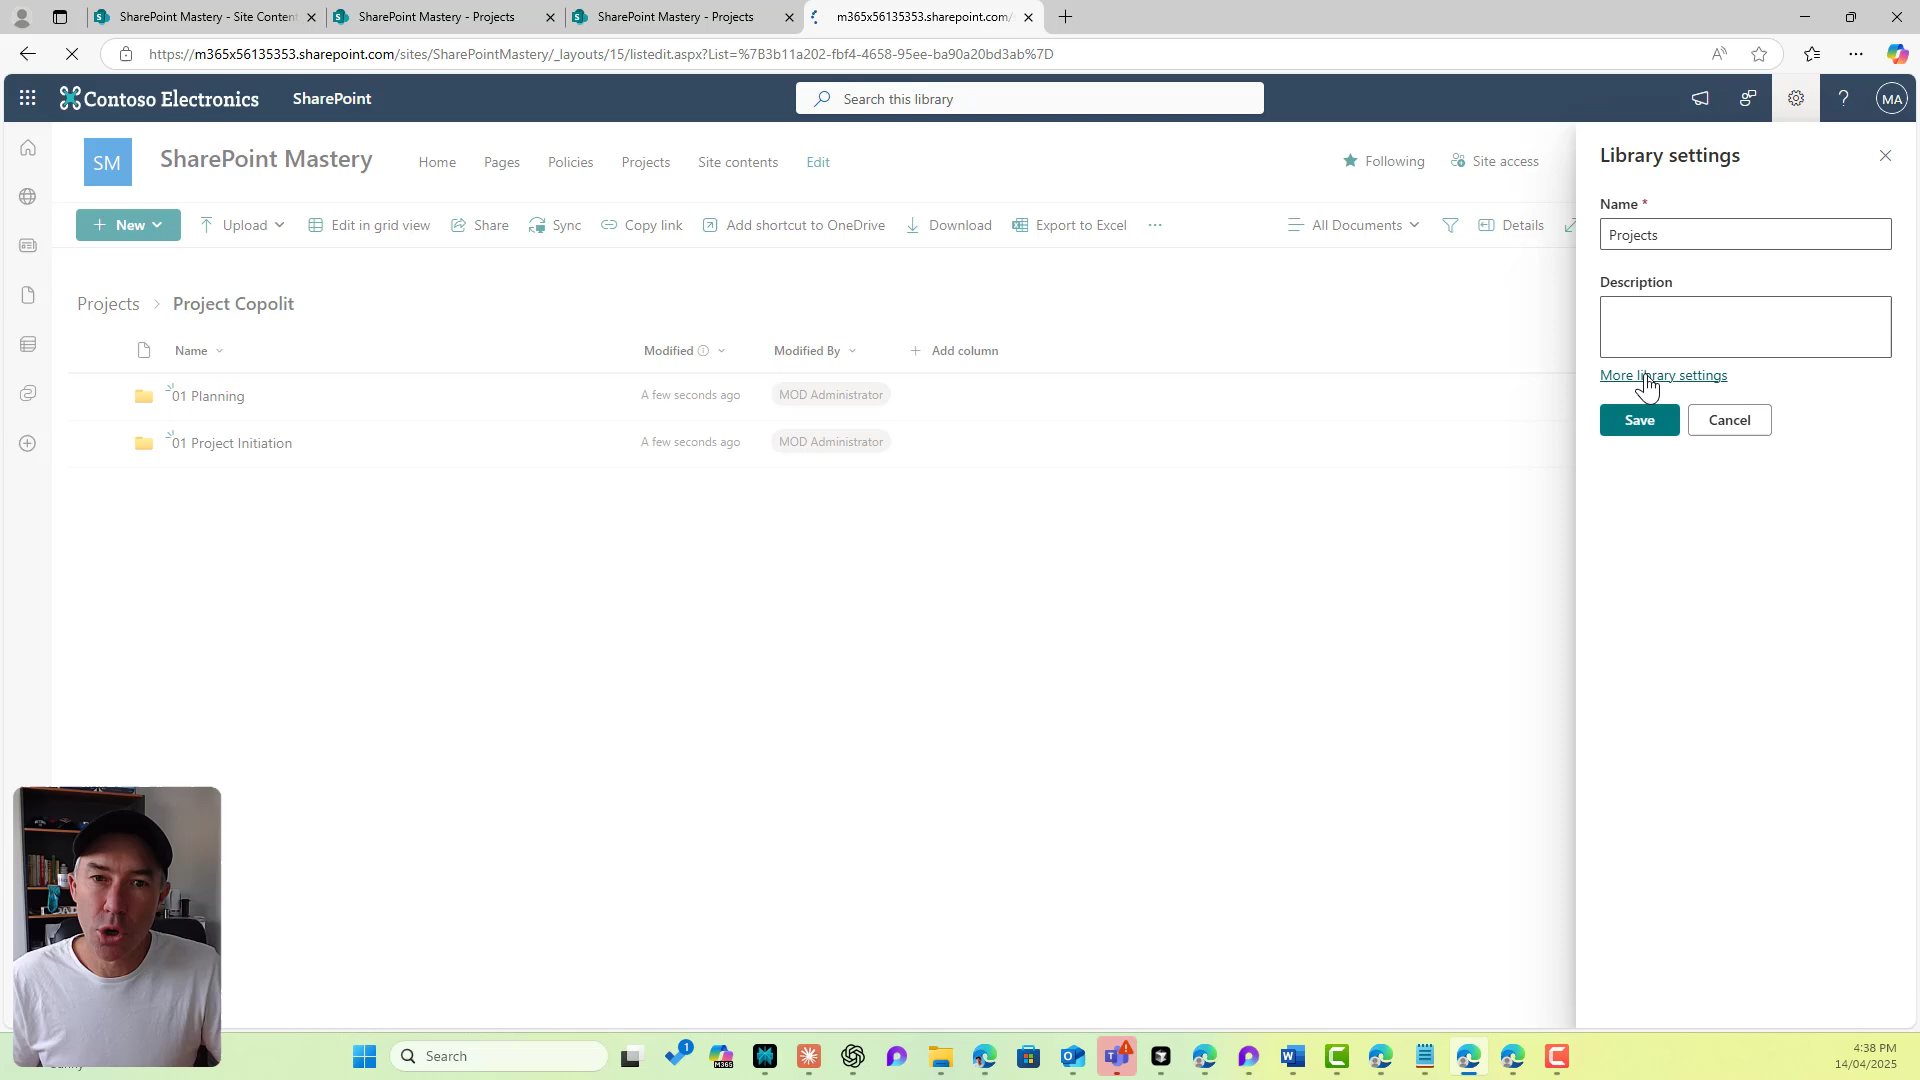 SharePoint Mastery - Site Content
SharePoint Mastery - Projects
SharePoint Mastery - Projects
m365x56135353.sharepoint.com/
https://m365x56135353.sharepoint.com/sites/SharePointMastery/_layouts/15/listedit.aspx?List=%7B3b11a202-fbf4-4658-95ee-ba90a20bd3ab%7D
Contoso Electronics
SharePoint
Search this library
MA
SM
SharePoint Mastery
Home
Pages
Policies
Projects
Site contents
Edit
Following
Site access
New
Upload
Edit in grid view
Share
Sync
Copy link
Add shortcut to OneDrive
Download
Export to Excel
All Documents
Details
Projects > Project Copolit
Name
Modified
Modified By
Add column
01 Planning
A few seconds ago
MOD Administrator
01 Project Initiation
A few seconds ago
MOD Administrator
Library settings
Name *
Projects
Description
More library settings
Save
Cancel
Search
1
M365
4:38 PM
14/04/2025